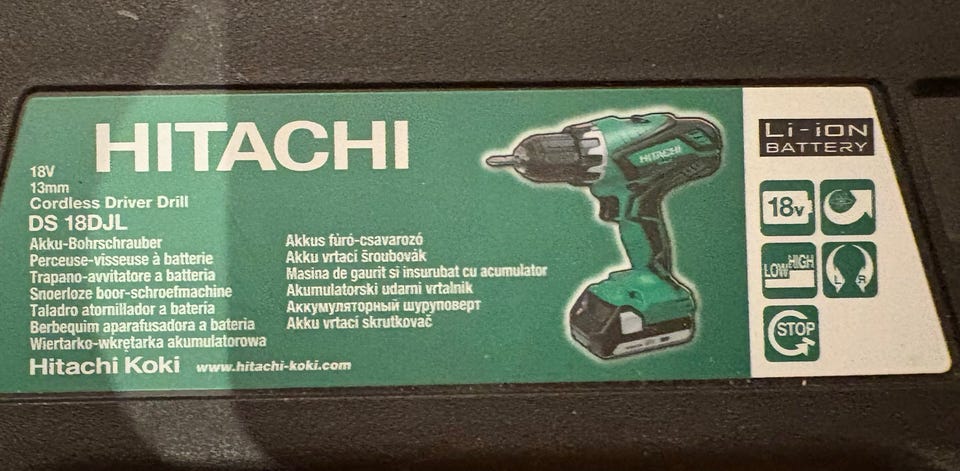 HITACHI
18V
13mm
Cordless Driver Drill
DS 18DJL
Akku-Bohrschrauber
Perceuse-visseuse à batterie
Trapano-avvitatore a batteria
Snoerloze boor-schroefmachine
Taladro atornillador a bateria
Berbequim aparafusadora a bateria
Wiertarko-wkrętarka akumulatorowa
Akkus fúró-csavarozó
Akku vrtací šroubovák
Masina de gaurit si insurubat cu acumulator
Akumulatorski udarni vrtalnik
Аккумуляторный шуруповерт
Akku vrtací skrutkovač
Hitachi Koki www.hitachi-koki.com
HITACHI
Li-iON
BATTERY
18v
LOW HIGH
L R
STOP